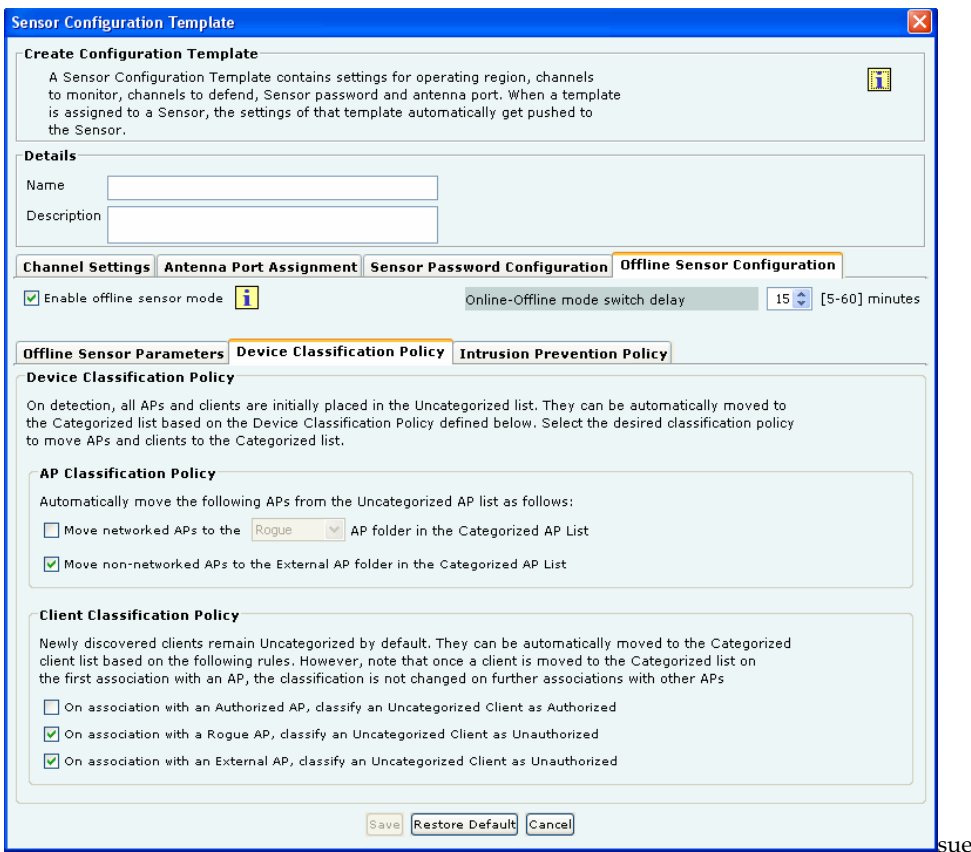 Sensor Configuration Template
Create Configuration Template
A Sensor Configuration Template contains settings for operating region, channels
to monitor, channels to defend, Sensor password and antenna port. When a template
is assigned to a Sensor, the settings of that template automatically get pushed to
the Sensor.
i
Details
Name
Description
Channel Settings Antenna Port Assignment Sensor Password Configuration Offline Sensor Configuration
Enable offline sensor mode i Online-Offline mode switch delay 15 [5-60] minutes
Offline Sensor Parameters Device Classification Policy Intrusion Prevention Policy
Device Classification Policy
On detection, all APs and clients are initially placed in the Uncategorized list. They can be automatically moved to
the Categorized list based on the Device Classification Policy defined below. Select the desired classification policy
to move APs and clients to the Categorized list.
AP Classification Policy
Automatically move the following APs from the Uncategorized AP list as follows:
Move networked APs to the Rogue AP folder in the Categorized AP List
Move non-networked APs to the External AP folder in the Categorized AP List
Client Classification Policy
Newly discovered clients remain Uncategorized by default. They can be automatically moved to the Categorized
client list based on the following rules. However, note that once a client is moved to the Categorized list on
the first association with an AP, the classification is not changed on further associations with other APs
On association with an Authorized AP, classify an Uncategorized Client as Authorized
On association with a Rogue AP, classify an Uncategorized Client as Unauthorized
On association with an External AP, classify an Uncategorized Client as Unauthorized
Save Restore Default Cancel
sue